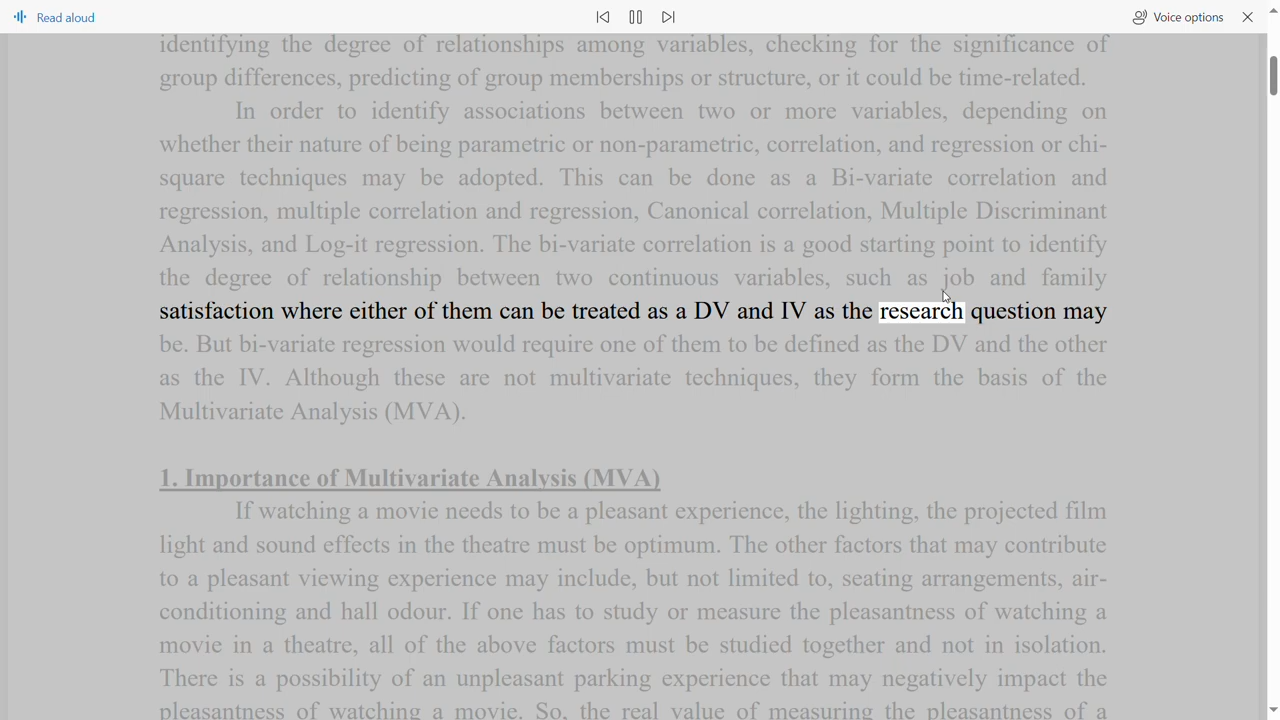 Read aloud
Voice options
identifying the degree of relationships among variables, checking for the significance of
group differences, predicting of group memberships or structure, or it could be time-related.
In order to identify associations between two or more variables, depending on
whether their nature of being parametric or non-parametric, correlation, and regression or chi-
square techniques may be adopted. This can be done as a Bi-variate correlation and
regression, multiple correlation and regression, Canonical correlation, Multiple Discriminant
Analysis, and Log-it regression. The bi-variate correlation is a good starting point to identify
the degree of relationship between two continuous variables, such as job and family
satisfaction where either of them can be treated as a DV and IV as the research question may
be. But bi-variate regression would require one of them to be defined as the DV and the other
as the IV. Although these are not multivariate techniques, they form the basis of the
Multivariate Analysis (MVA).
1. Importance of Multivariate Analysis (MVA)
If watching a movie needs to be a pleasant experience, the lighting, the projected film
light and sound effects in the theatre must be optimum. The other factors that may contribute
to a pleasant viewing experience may include, but not limited to, seating arrangements, air-
conditioning and hall odour. If one has to study or measure the pleasantness of watching a
movie in a theatre, all of the above factors must be studied together and not in isolation.
There is a possibility of an unpleasant parking experience that may negatively impact the
pleasantness of watching a movie. So, the real value of measuring the pleasantness of a